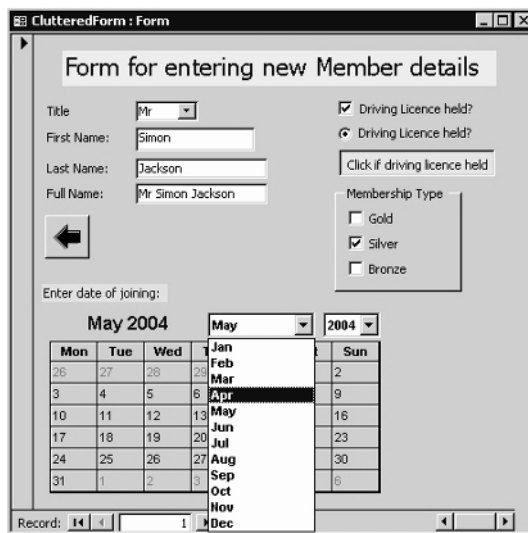 ClutteredForm : Form
Form for entering new Member details
Title Mr
First Name: Simon
Last Name: Jackson
Full Name: Mr Simon Jackson
Driving Licence held?
Driving Licence held?
Click if driving licence held
Membership Type
Gold
Silver
Bronze
Enter date of joining:
May 2004 May 2004
Mon Tue Wed Sun
26 27 28 29 2
3 4 5 6 9
10 11 12 13 16
17 18 19 20 23
24 25 26 27 30
31 1 2 3 6
Jan
Feb
Mar
Apr
May
Jun
Jul
Aug
Sep
Oct
Nov
Dec
Record: 1